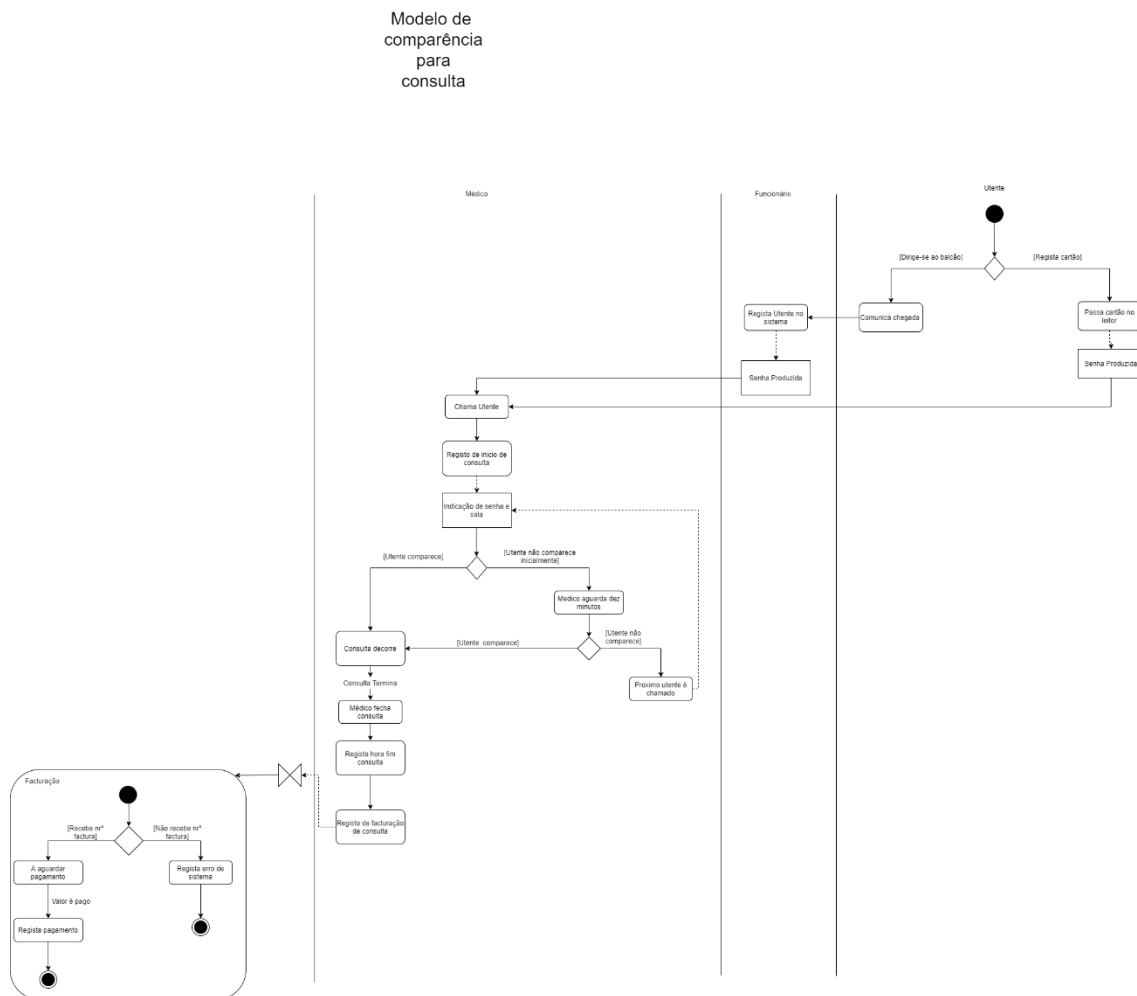 Modelo de
comparência
para
consulta
Médico
Funcionário
Utente
[Dirige-se ao balcão]
[Regista cartão]
Regista Utente no
sistema
Comunica chegada
Passa cartão no
leitor
Senha Produzida
Senha Produzida
Chama Utente
Registo de inicio de
consulta
Indicação de senha e
sala
[Utente comparece]
[Utente não comparece
inicialmente]
Medico aguarda dez
minutos
[Utente comparece]
[Utente não
comparece]
Consulta decorre
Consulta Termina
Proximo utente é
chamado
Médico fecha
consulta
Registo hora fim
consulta
Registo de facturação
de consulta
Facturação
[Recebe nrº
factura]
[Não recebe nrº
factura]
A aguardar
pagamento
Regista erro de
sistema
Valor é pago
Regista pagamento